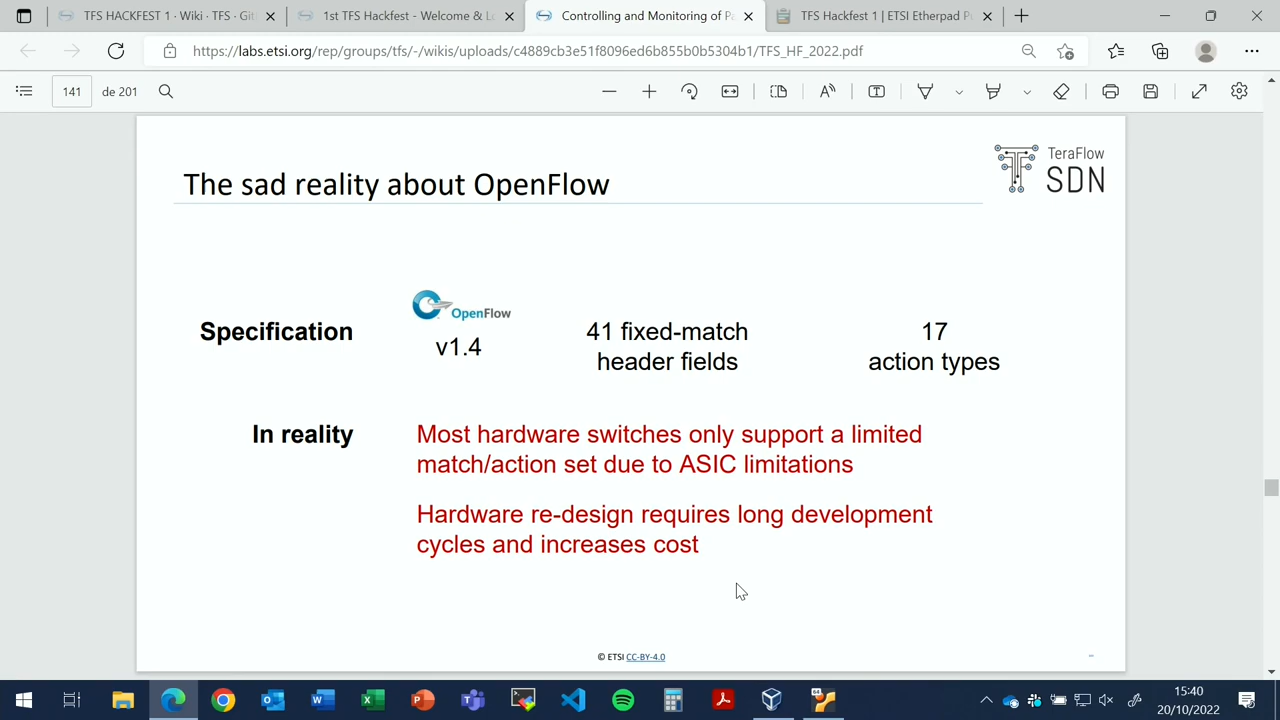 TFS HACKFEST 1 · Wiki · TFS · Git
1st TFS Hackfest - Welcome & Lo
Controlling and Monitoring of Pa
TFS Hackfest 1 | ETSI Etherpad P
https://labs.etsi.org/rep/groups/tfs/-/wikis/uploads/c4889cb3e51f8096ed6b855b0b5304b1/TFS_HF_2022.pdf
141 de 201
The sad reality about OpenFlow
TeraFlow
SDN
OpenFlow
Specification
v1.4
41 fixed-match
header fields
17
action types
In reality
Most hardware switches only support a limited
match/action set due to ASIC limitations
Hardware re-design requires long development
cycles and increases cost
© ETSI CC-BY-4.0
15:40
20/10/2022